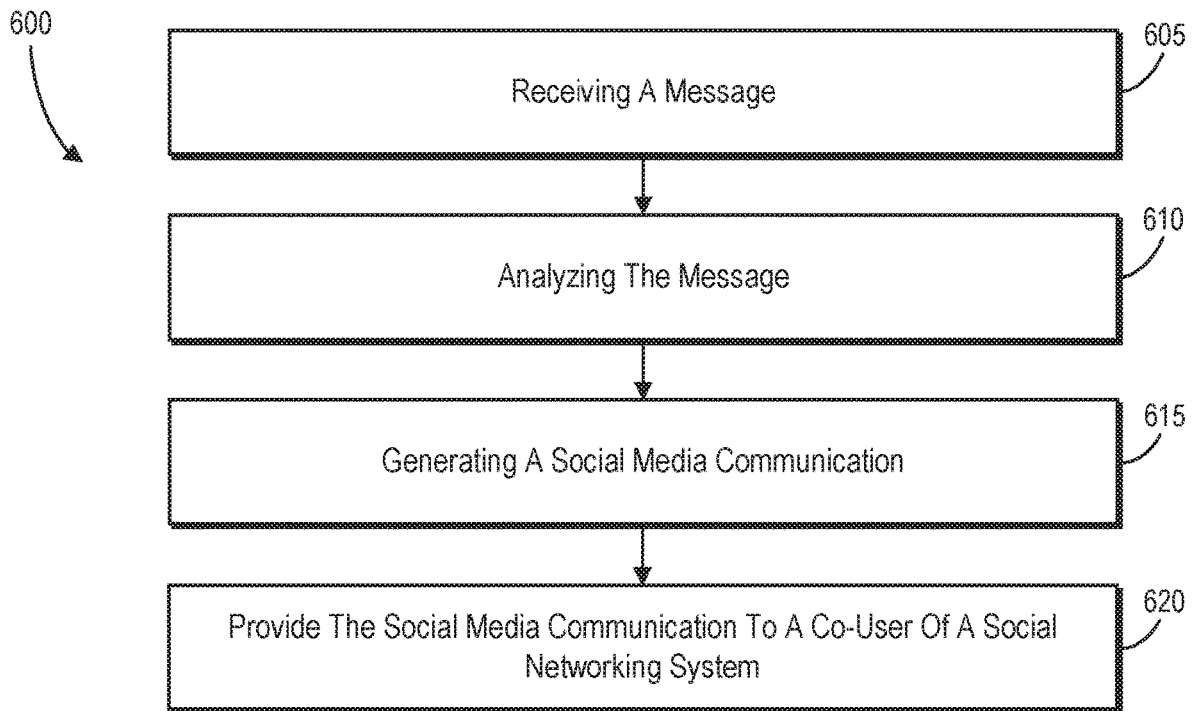 600
605
Receiving A Message
610
Analyzing The Message
615
Generating A Social Media Communication
620
Provide The Social Media Communication To A Co-User Of A Social
Networking System